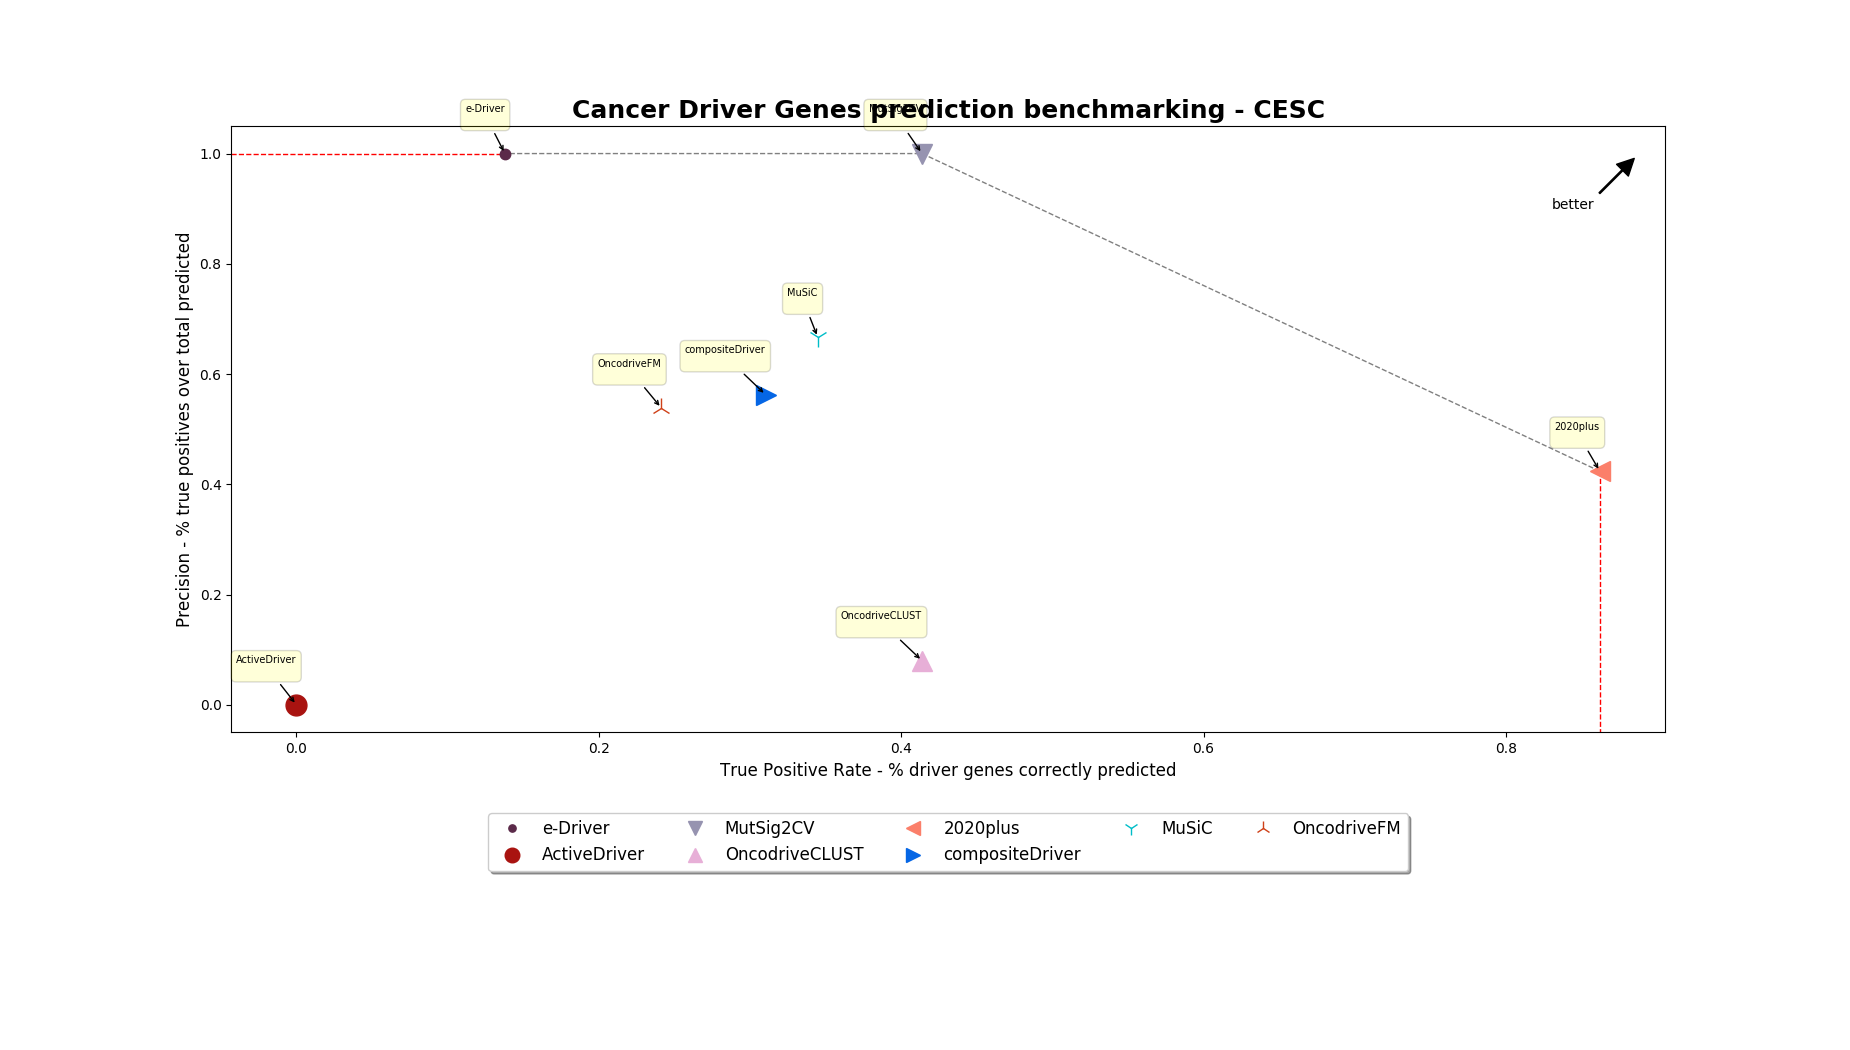 Cancer Driver Genes prediction benchmarking - CESC
e-Driver
1.0
better
0.8
MuSiC
compositeDriver
OncodriveFM
0.6
2020plus
0.4
0.2
OncodriveCLUST
ActiveDriver
0.0
0.0 0.2 0.4 0.6 0.8
Precision - % true positives over total predicted
True Positive Rate - % driver genes correctly predicted
e-Driver MutSig2CV 2020plus MuSiC OncodriveFM
ActiveDriver OncodriveCLUST compositeDriver